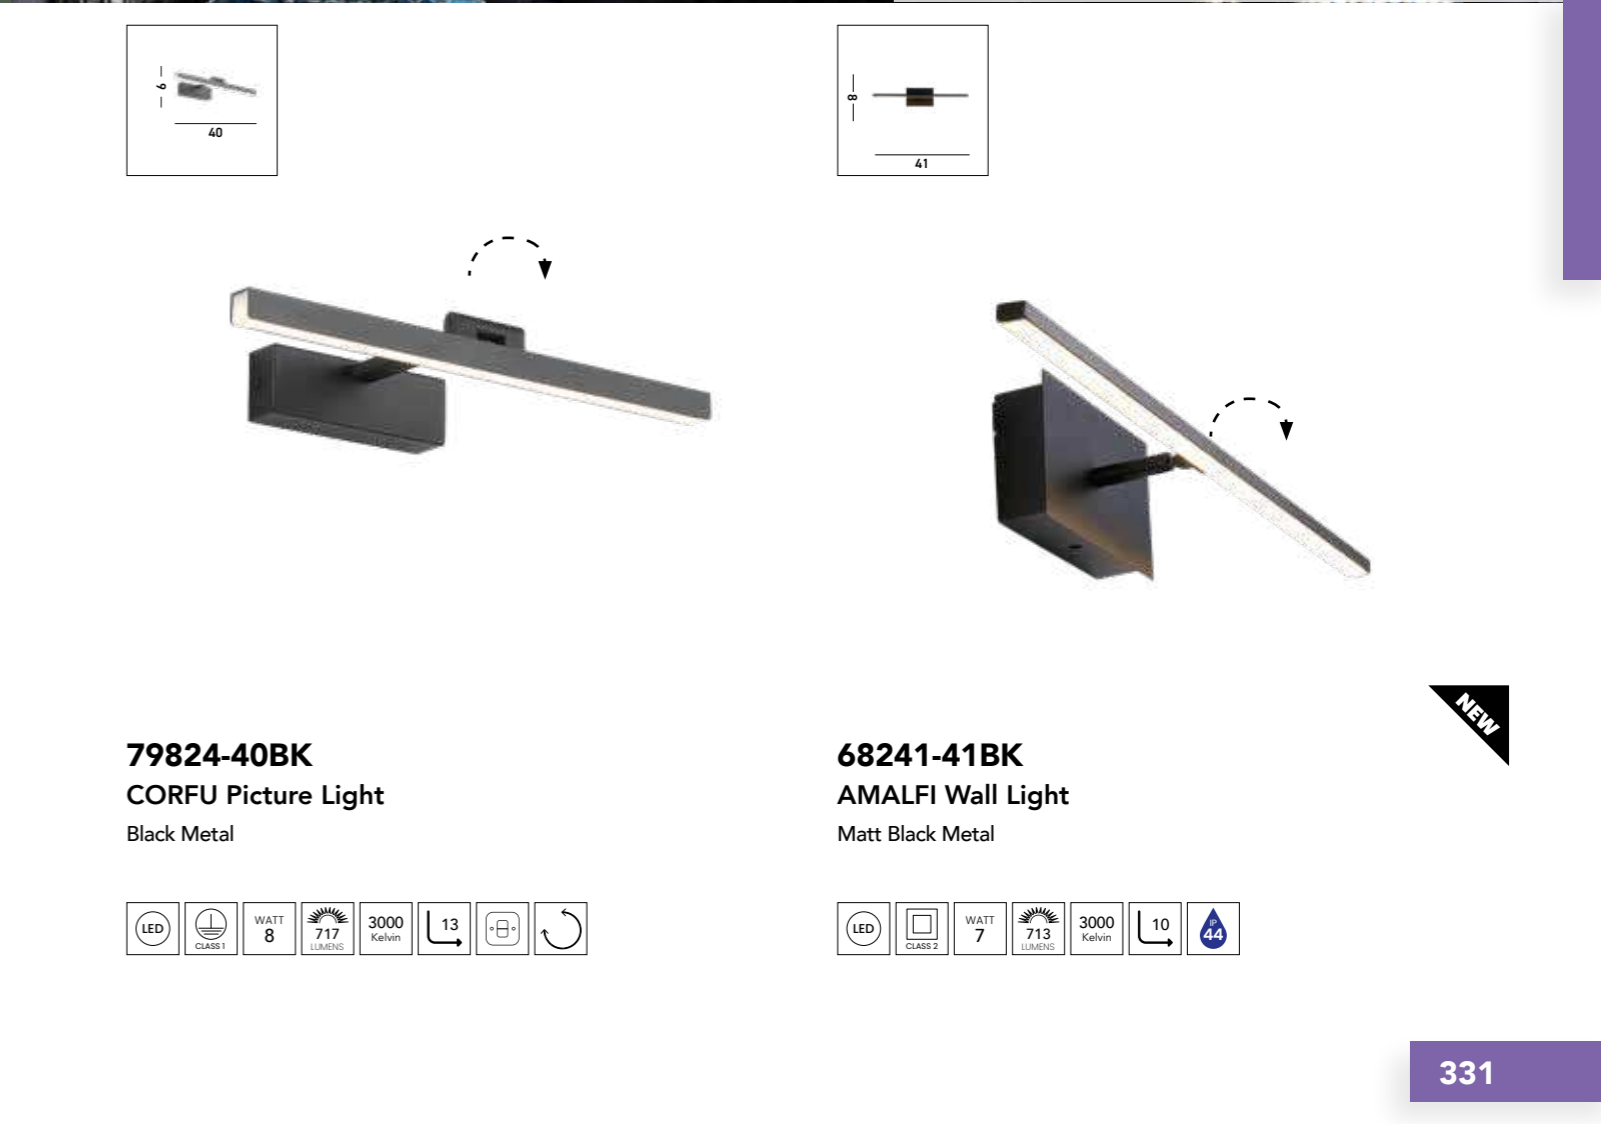 6
40
79824-40BK
CORFU Picture Light
Black Metal
LED
CLASS 1
WATT
8
717
LUMENS
3000
Kelvin
13
8
41
NEW
68241-41BK
AMALFI Wall Light
Matt Black Metal
LED
CLASS 2
WATT
7
713
LUMENS
3000
Kelvin
10
IP
44
331